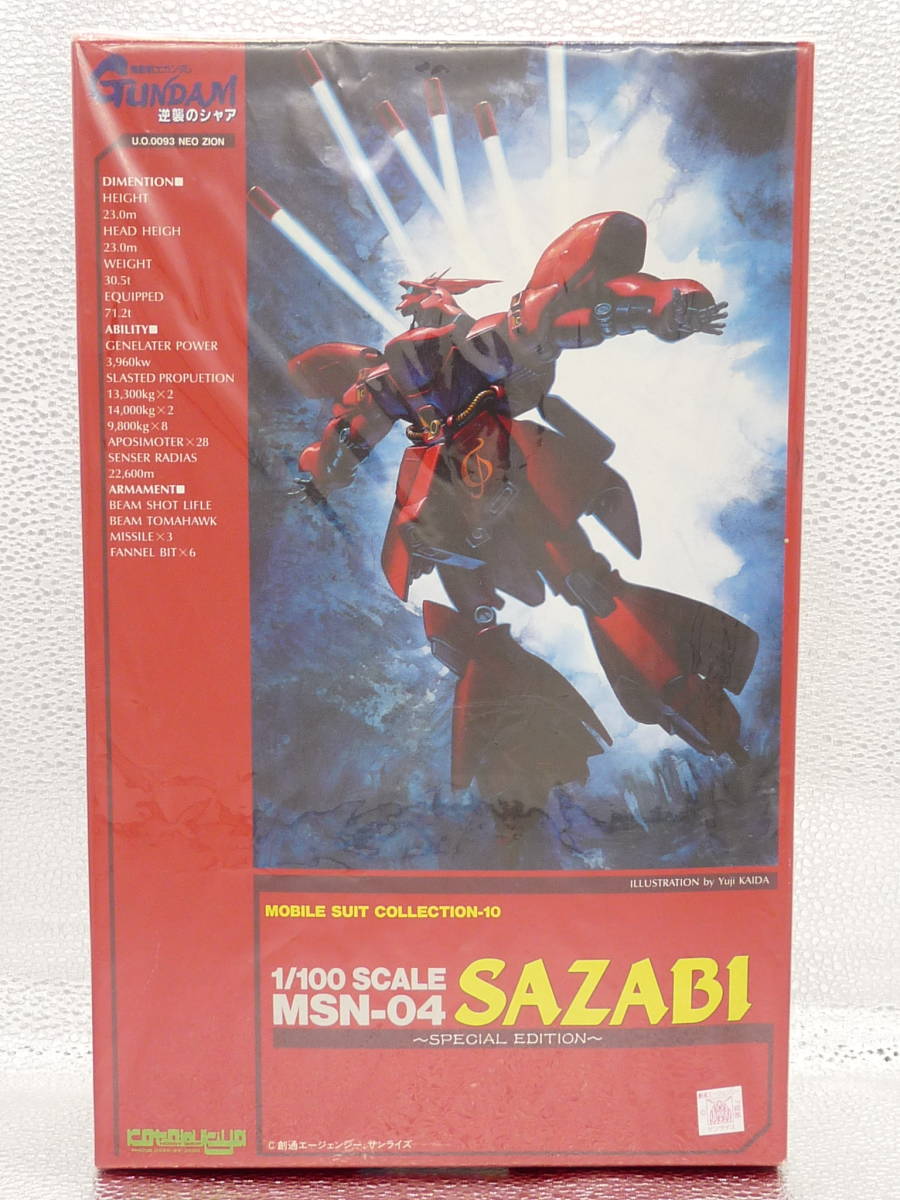 機動戦士ガンダム
GUNDAM
逆襲のシャア
U.O.0093 NEO ZION
DIMENTION■
HEIGHT
23.0m
HEAD HEIGH
23.0m
WEIGHT
30.5t
EQUIPPED
71.2t
ABILITY■
GENELATER POWER
3,960kw
SLASTED PROPUETION
13,300kg×2
14,000kg×2
9,800kg×8
APOSIMOTER×28
SENSER RADIAS
22,600m
ARMAMENT■
BEAM SHOT LIFLE
BEAM TOMAHAWK
MISSILE×3
FANNEL BIT×6
ILLUSTRATION by Yuji KAIDA
MOBILE SUIT COLLECTION-10
1/100 SCALE
MSN-04 SAZABI
～SPECIAL EDITION～
C 創通エージェンシー、サンライズ
サンライズ